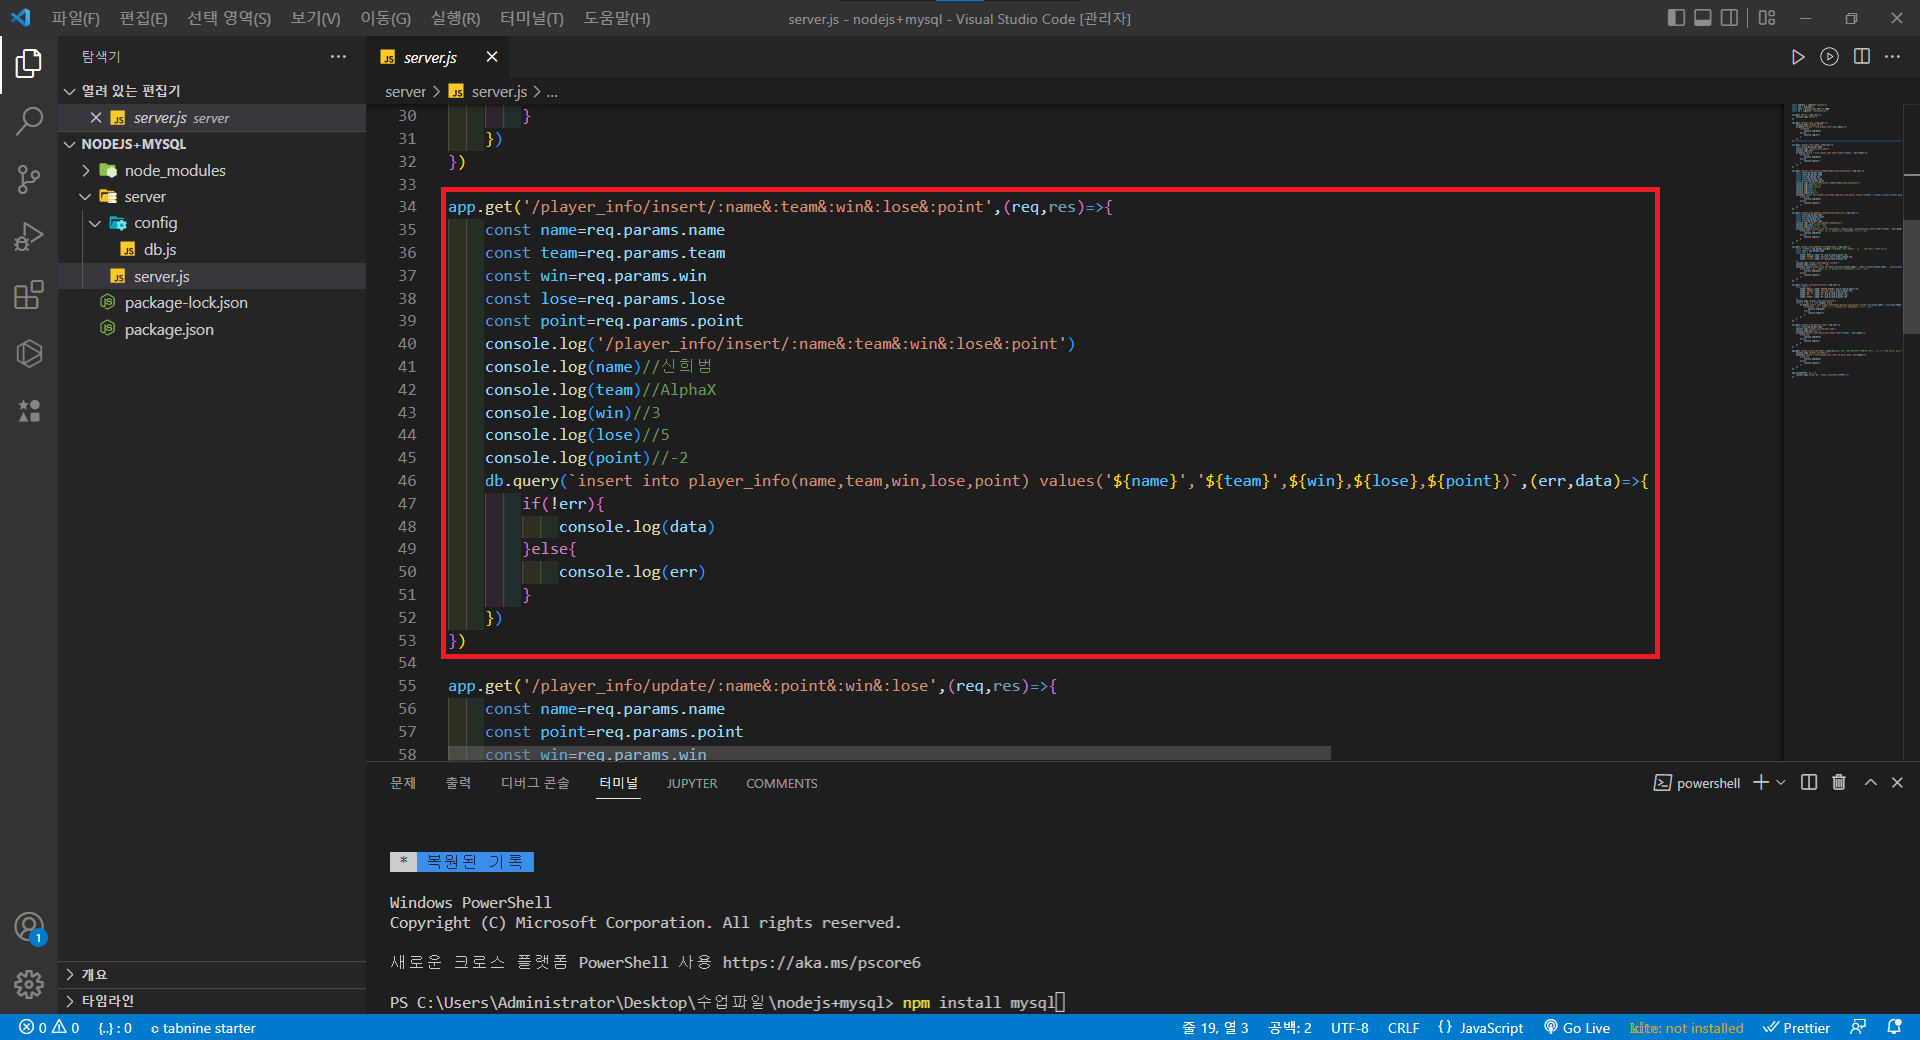 파일(F) 편집(E) 선택 영역(S) 보기(V) 이동(G) 실행(R) 터미널(T) 도움말(H)
server.js - nodejs+mysql - Visual Studio Code [관리자]
탐색기
열려 있는 편집기
server.js server
NODEJS+MYSQL
node_modules
server
config
db.js
server.js
package-lock.json
package.json
개요
타임라인
1
server.js
server > server.js > ...
30 }
31 })
32 })
33
34 app.get('/player_info/insert/:name&:team&:win&:lose&:point',(req,res)=>{
35 const name=req.params.name
36 const team=req.params.team
37 const win=req.params.win
38 const lose=req.params.lose
39 const point=req.params.point
40 console.log('/player_info/insert/:name&:team&:win&:lose&:point')
41 console.log(name)//신희범
42 console.log(team)//AlphaX
43 console.log(win)//3
44 console.log(lose)//5
45 console.log(point)//-2
46 db.query(`insert into player_info(name,team,win,lose,point) values('${name}','${team}',${win},${lose},${point})`,(err,data)=>{
47 if(!err){
48 console.log(data)
49 }else{
50 console.log(err)
51 }
52 })
53 })
54
55 app.get('/player_info/update/:name&:point&:win&:lose',(req,res)=>{
56 const name=req.params.name
57 const point=req.params.point
58 const win=req.params.win
문제 출력 디버그 콘솔 터미널 JUPYTER COMMENTS
powershell
* 복원된 기록
Windows PowerShell
Copyright (C) Microsoft Corporation. All rights reserved.
새로운 크로스 플랫폼 PowerShell 사용 https://aka.ms/pscore6
PS C:\Users\Administrator\Desktop\수업파일\nodejs+mysql> npm install mysql
0 0 {..} : 0 tabnine starter
줄 19, 열 3 공백: 2 UTF-8 CRLF {} JavaScript Go Live kite: not installed Prettier